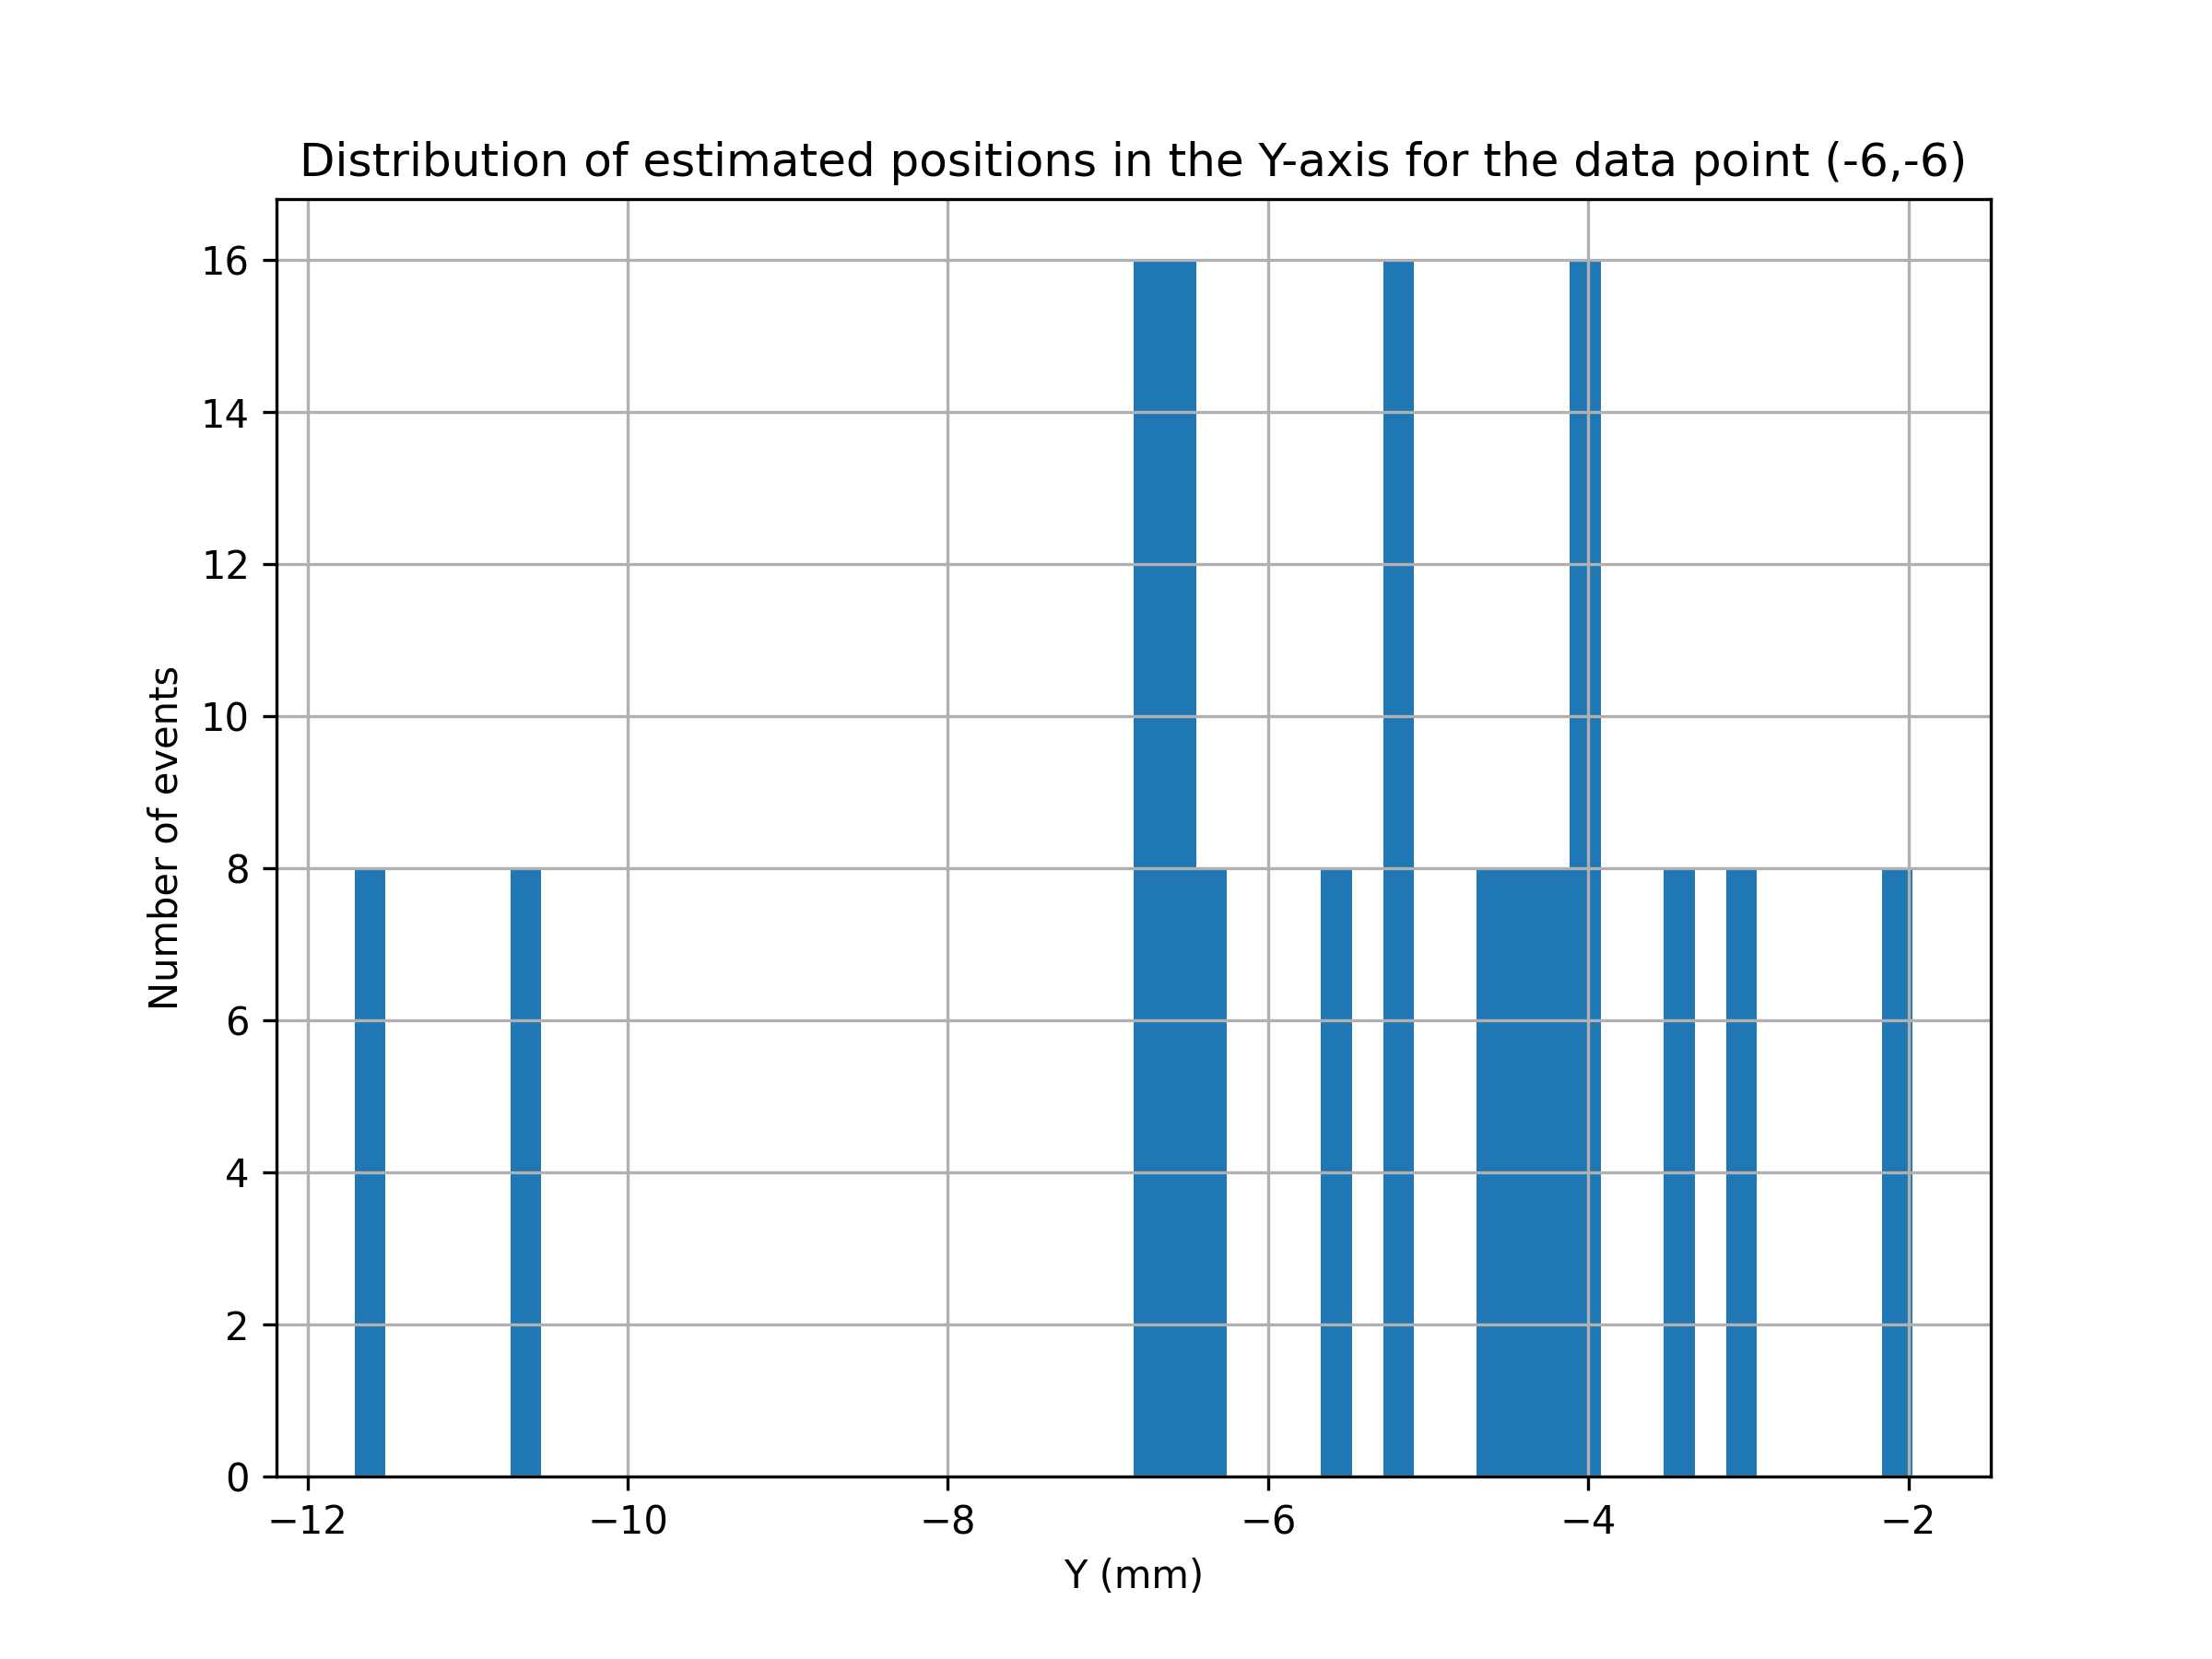 Distribution of estimated positions in the Y-axis for the data point (-6,-6)
16
14
12
10
8
6
4
2
0
Number of events
−12 −10 −8 −6 −4 −2
Y (mm)